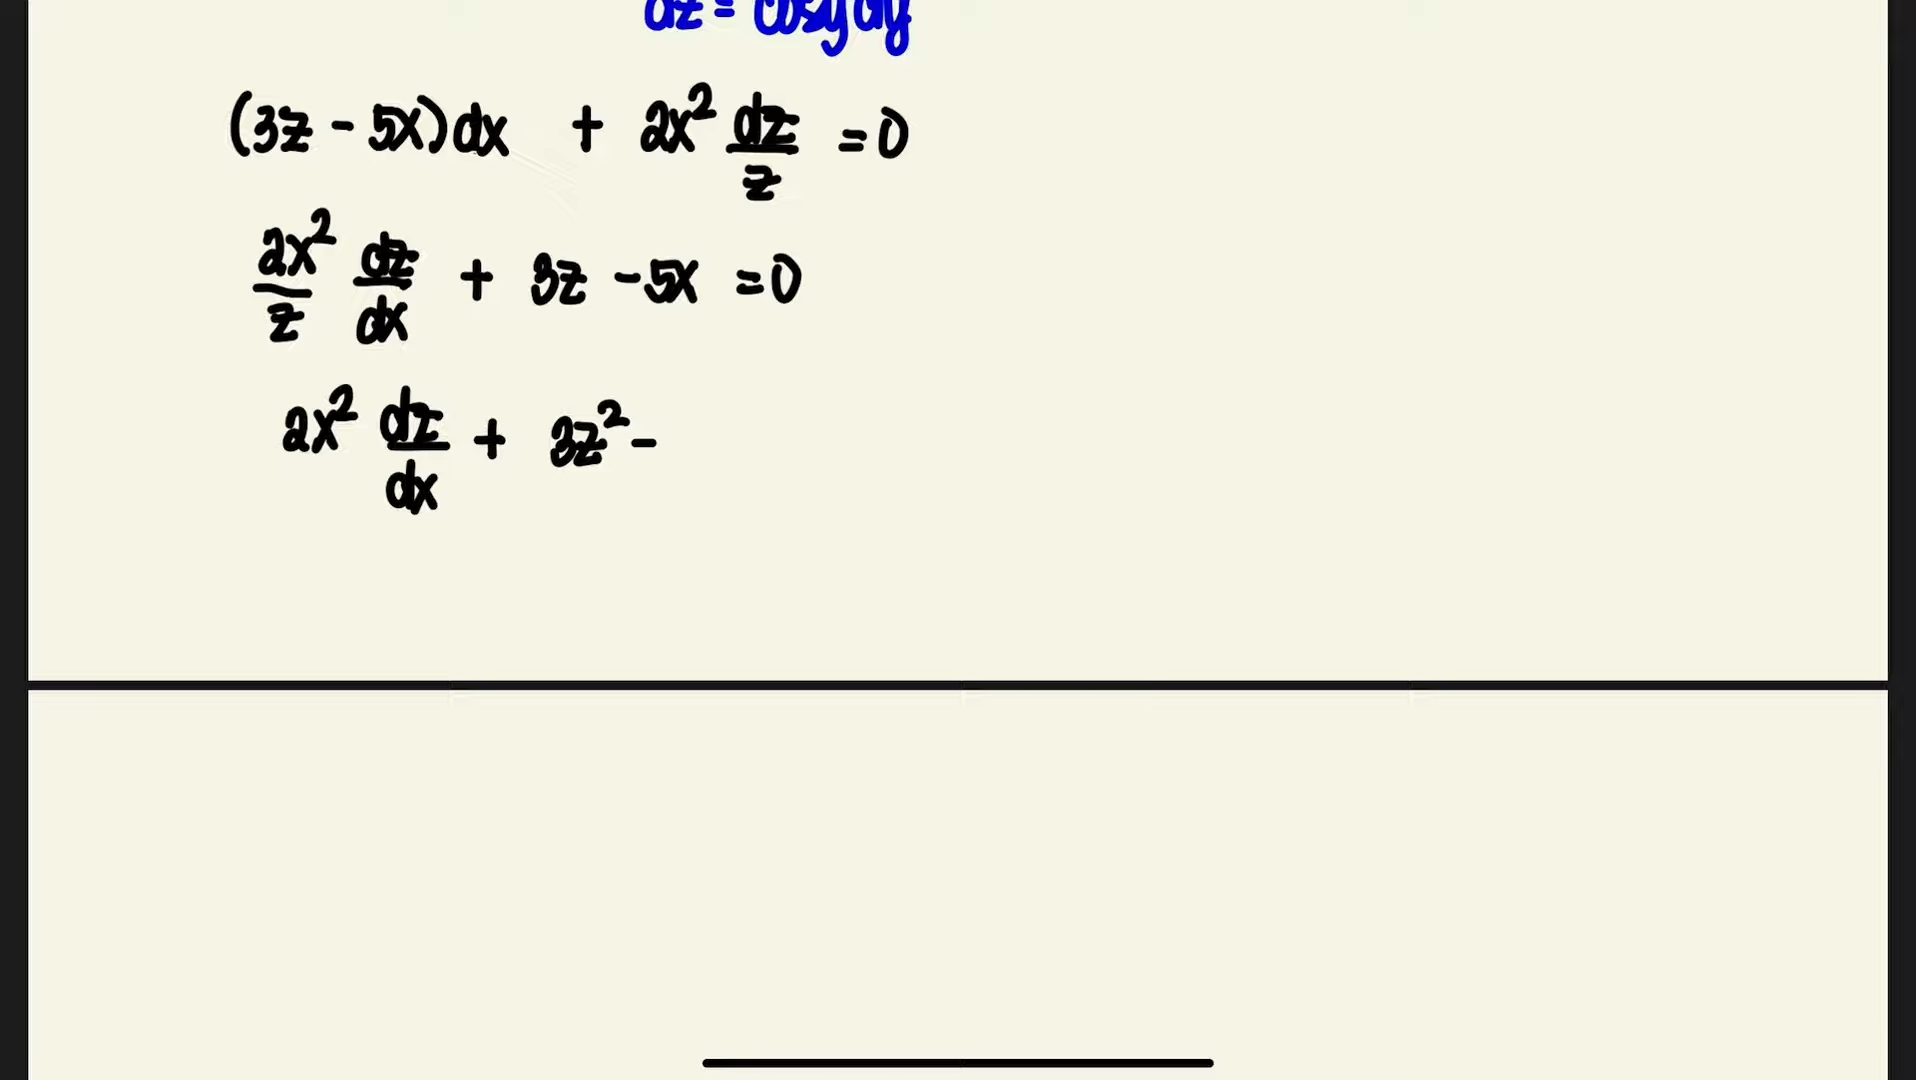 dz = cosy dy
(3z - 5x)dx + 2x² dz/z = 0
2x²/z dz/dx + 3z - 5x = 0
2x² dz/dx + 3z² -